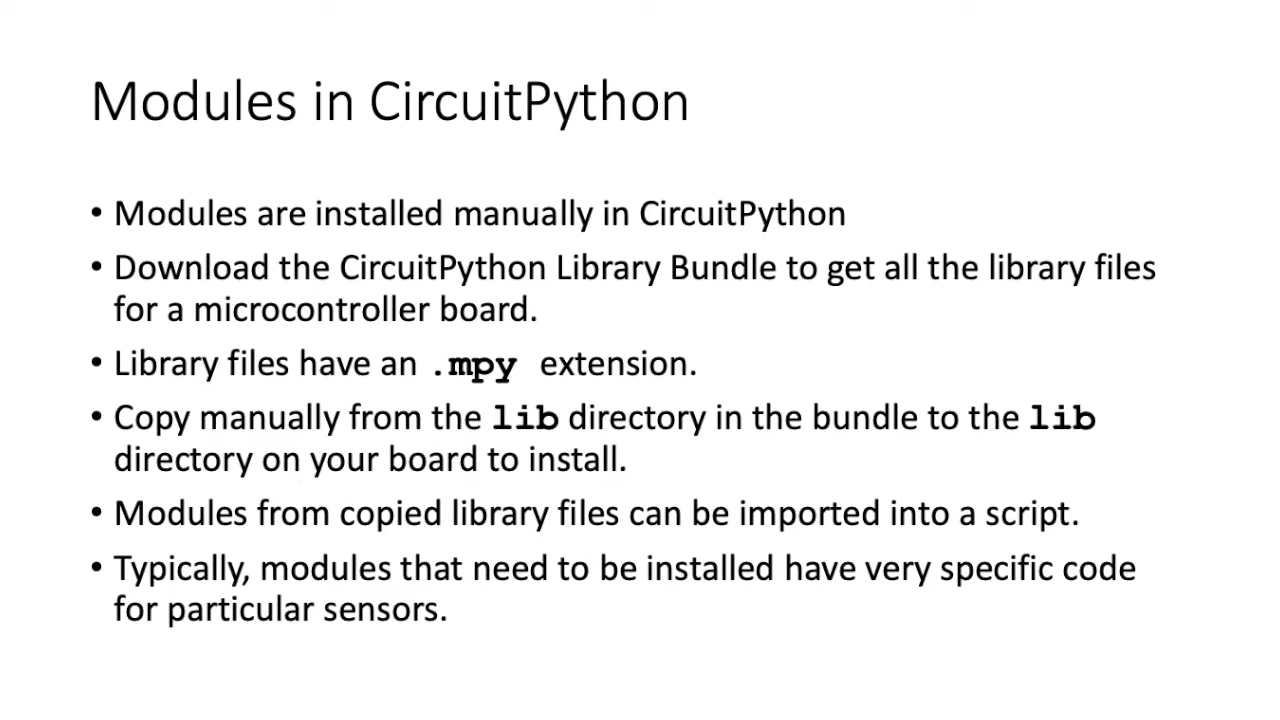 Modules in CircuitPython
• Modules are installed manually in CircuitPython
• Download the CircuitPython Library Bundle to get all the library files
for a microcontroller board.
• Library files have an .mpy extension.
• Copy manually from the lib directory in the bundle to the lib
directory on your board to install.
• Modules from copied library files can be imported into a script.
• Typically, modules that need to be installed have very specific code
for particular sensors.